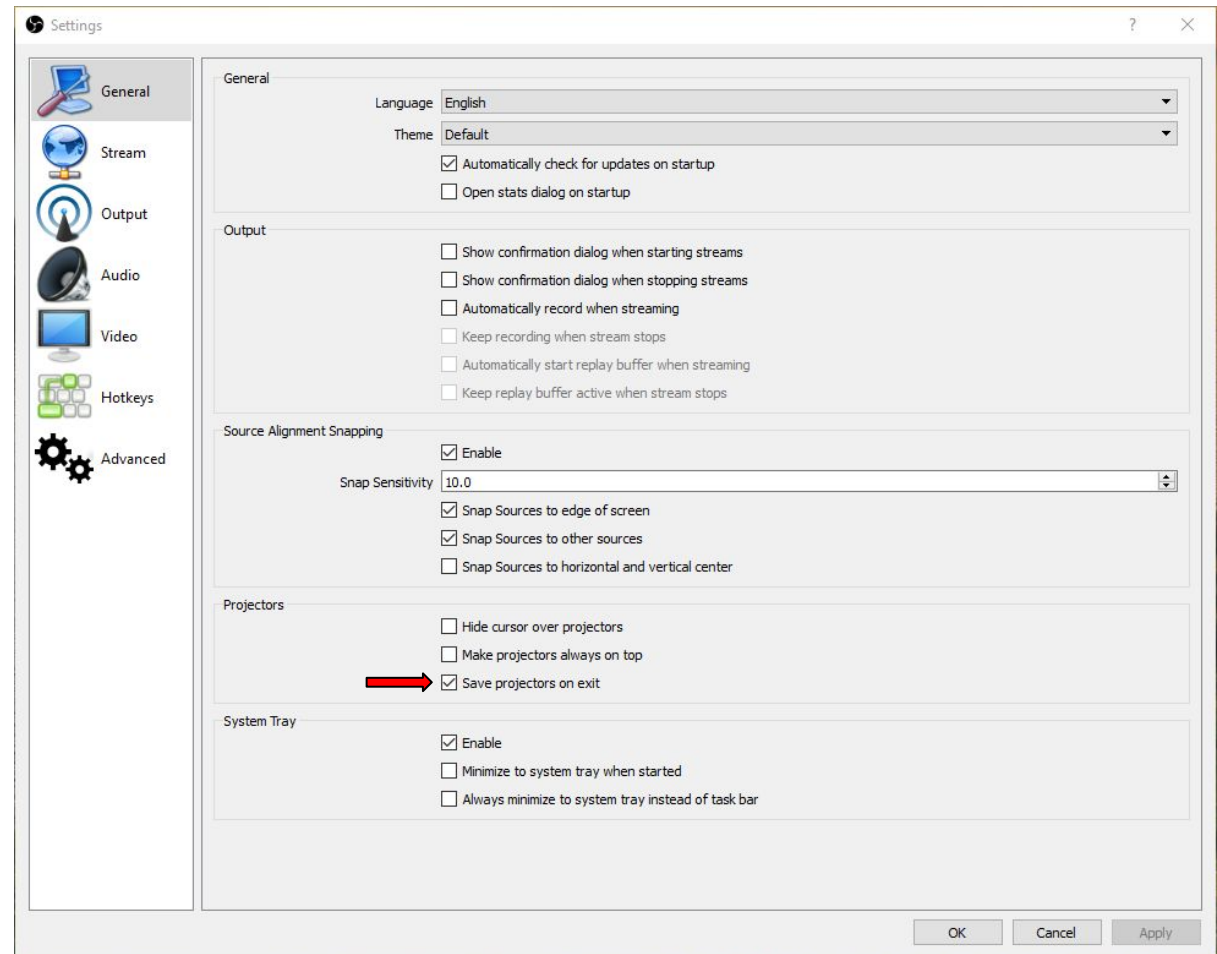 Settings
General
Stream
Output
Audio
Video
Hotkeys
Advanced
General
Language English
Theme Default
Automatically check for updates on startup
Open stats dialog on startup
Output
Show confirmation dialog when starting streams
Show confirmation dialog when stopping streams
Automatically record when streaming
Keep recording when stream stops
Automatically start replay buffer when streaming
Keep replay buffer active when stream stops
Source Alignment Snapping
Enable
Snap Sensitivity 10.0
Snap Sources to edge of screen
Snap Sources to other sources
Snap Sources to horizontal and vertical center
Projectors
Hide cursor over projectors
Make projectors always on top
Save projectors on exit
System Tray
Enable
Minimize to system tray when started
Always minimize to system tray instead of task bar
OK Cancel Apply